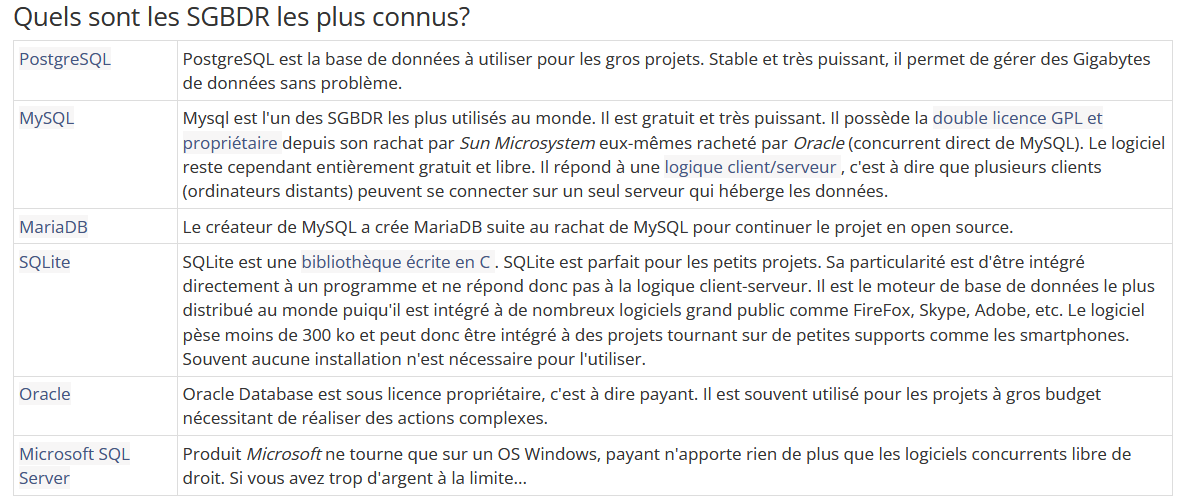 Quels sont les SGBDR les plus connus?
PostgreSQL
PostgreSQL est la base de données à utiliser pour les gros projets. Stable et très puissant, il permet de gérer des Gigabytes
de données sans problème.
MySQL
Mysql est l'un des SGBDR les plus utilisés au monde. Il est gratuit et très puissant. Il possède la double licence GPL et
propriétaire depuis son rachat par Sun Microsystem eux-mêmes racheté par Oracle (concurrent direct de MySQL). Le logiciel
reste cependant entièrement gratuit et libre. Il répond à une logique client/serveur , c'est à dire que plusieurs clients
(ordinateurs distants) peuvent se connecter sur un seul serveur qui héberge les données.
MariaDB
Le créateur de MySQL a crée MariaDB suite au rachat de MySQL pour continuer le projet en open source.
SQLite
SQLite est une bibliothèque écrite en C . SQLite est parfait pour les petits projets. Sa particularité est d'être intégré
directement à un programme et ne répond donc pas à la logique client-serveur. Il est le moteur de base de données le plus
distribué au monde puiqu'il est intégré à de nombreux logiciels grand public comme FireFox, Skype, Adobe, etc. Le logiciel
pèse moins de 300 ko et peut donc être intégré à des projets tournant sur de petites supports comme les smartphones.
Souvent aucune installation n'est nécessaire pour l'utiliser.
Oracle
Oracle Database est sous licence propriétaire, c'est à dire payant. Il est souvent utilisé pour les projets à gros budget
nécessitant de réaliser des actions complexes.
Microsoft SQL
Server
Produit Microsoft ne tourne que sur un OS Windows, payant n'apporte rien de plus que les logiciels concurrents libre de
droit. Si vous avez trop d'argent à la limite...